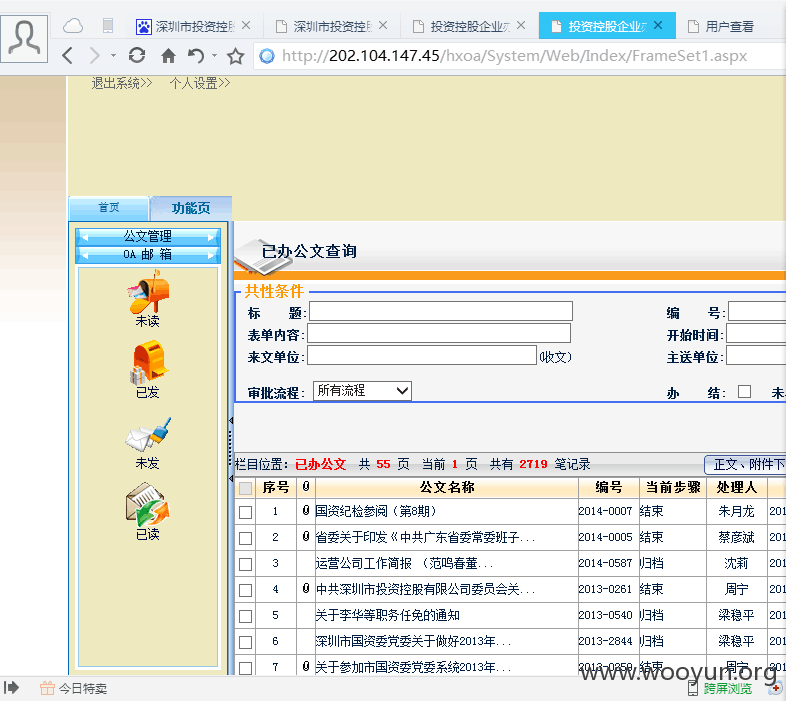 深圳市投资控
深圳市投资控
投资控股企业
投资控股企业
用户查看
http://202.104.147.45/hxoa/System/Web/Index/FrameSet1.aspx
退出系统>> 个人设置>>
首页 功能页
公文管理
OA 邮 箱
未读
已发
未发
已读
已办公文查询
共性条件
标 题: 编 号:
表单内容: 开始时间:
来文单位: (收文) 主送单位:
审批流程: 所有流程 办 结: 未
栏目位置: 已办公文 共 55 页 当前 1 页 共有 2719 笔记录 正文、附件下
序号 公文名称 编号 当前步骤 处理人
1 国资纪检参阅（第8期） 2014-0007 结束 朱月龙 201
2 省委关于印发《中共广东省委常委班子... 2014-0005 结束 蔡彦斌 201
3 运营公司工作简报 （范鸣春董... 2014-0587 归档 沈莉 201
4 中共深圳市投资控股有限公司委员会关... 2013-0261 结束 周宁 201
5 关于李华等职务任免的通知 2013-0540 归档 梁稳平 201
6 深圳市国资委党委关于做好2013年... 2013-2844 归档 梁稳平 201
7 关于参加市国资委党委系统2013年... 2013-0259 结束 周宁 201
www.wooyun.org
今日特卖 跨屏浏览